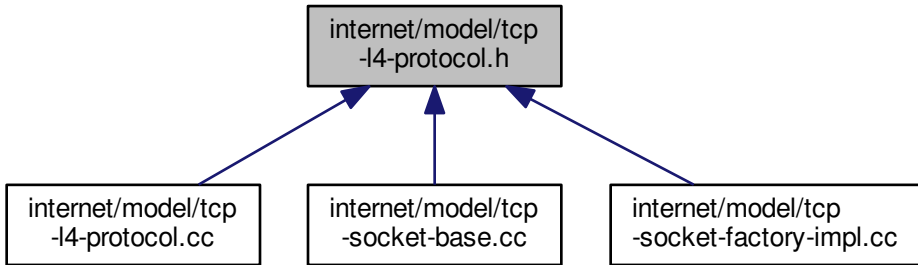 internet/model/tcp
-l4-protocol.h
internet/model/tcp
-l4-protocol.cc
internet/model/tcp
-socket-base.cc
internet/model/tcp
-socket-factory-impl.cc